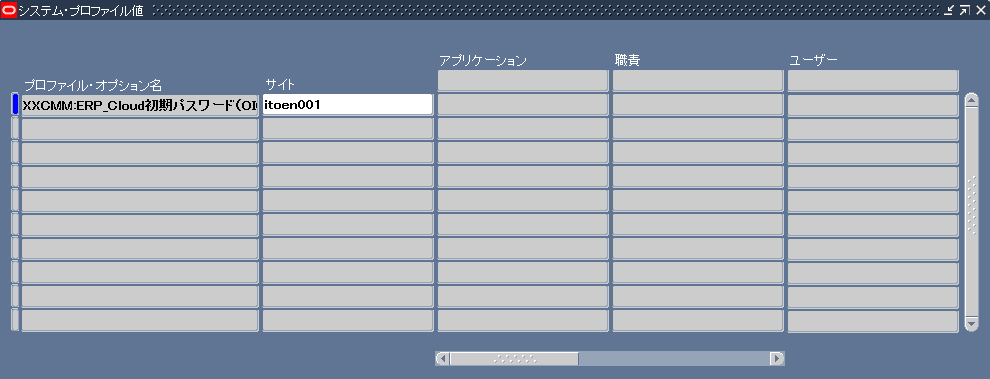 システム・プロファイル値
アプリケーション 職責 ユーザー
プロファイル・オプション名 サイト
XXCMM:ERP_Cloud初期パスワード(OI itoen001